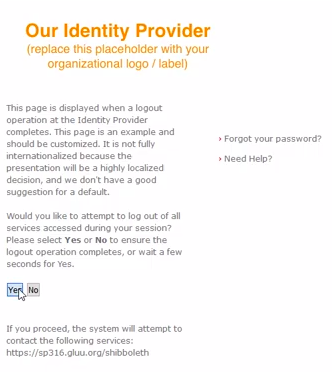 Our Identity Provider
(replace this placeholder with your
organizational logo / label)
This page is displayed when a logout
operation at the Identity Provider
completes. This page is an example and
should be customized. It is not fully
internationalized because the
presentation will be a highly localized
decision, and we don't have a good
suggestion for a default.
› Forgot your password?
› Need Help?
Would you like to attempt to log out of all
services accessed during your session?
Please select Yes or No to ensure the
logout operation completes, or wait a few
seconds for Yes.
Yes No
If you proceed, the system will attempt to
contact the following services:
https://sp316.gluu.org/shibboleth